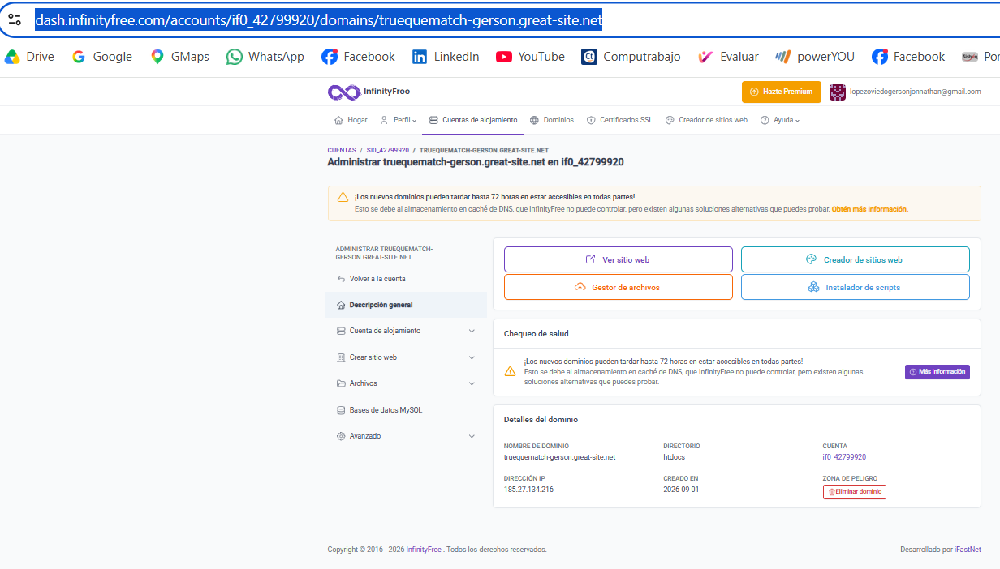 dash.infinityfree.com/accounts/if0_42799920/domains/truequematch-gerson.great-site.net
Drive Google GMaps WhatsApp Facebook LinkedIn YouTube Computrabajo Evaluar powerYOU Facebook Por
InfinityFree
Hazte Premium
lopezoviedogersonjonnathan@gmail.com
Hogar Perfil Cuentas de alojamiento Dominios Certificados SSL Creador de sitios web Ayuda
CUENTAS / SI0_42799920 / TRUEQUEMATCH-GERSON.GREAT-SITE.NET
Administrar truequematch-gerson.great-site.net en if0_42799920
¡Los nuevos dominios pueden tardar hasta 72 horas en estar accesibles en todas partes!
Esto se debe al almacenamiento en caché de DNS, que InfinityFree no puede controlar, pero existen algunas soluciones alternativas que puedes probar. Obtén más información.
ADMINISTRAR TRUEQUEMATCH-
GERSON.GREAT-SITE.NET
Volver a la cuenta
Descripción general
Cuenta de alojamiento
Crear sitio web
Archivos
Bases de datos MySQL
Avanzado
Ver sitio web
Creador de sitios web
Gestor de archivos
Instalador de scripts
Chequeo de salud
¡Los nuevos dominios pueden tardar hasta 72 horas en estar accesibles en todas partes!
Esto se debe al almacenamiento en caché de DNS, que InfinityFree no puede controlar, pero existen algunas
soluciones alternativas que puedes probar.
Más información
Detalles del dominio
NOMBRE DE DOMINIO
truequematch-gerson.great-site.net
DIRECTORIO
htdocs
CUENTA
if0_42799920
DIRECCIÓN IP
185.27.134.216
CREADO EN
2026-09-01
ZONA DE PELIGRO
Eliminar dominio
Copyright © 2016 - 2026 InfinityFree . Todos los derechos reservados.
Desarrollado por iFastNet